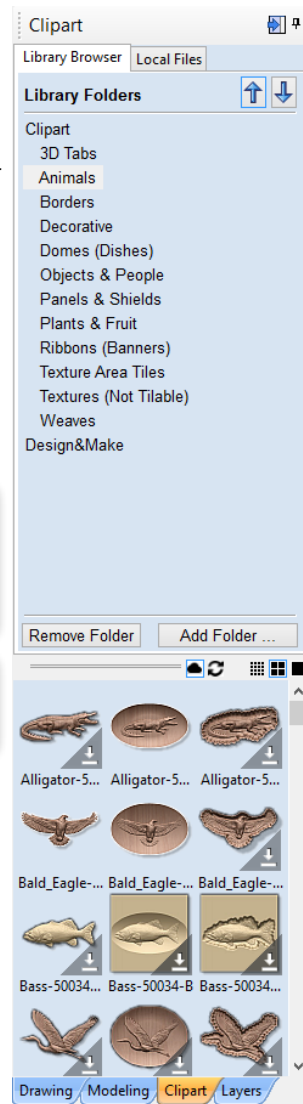 Clipart
Library Browser Local Files
Library Folders
Clipart
3D Tabs
Animals
Borders
Decorative
Domes (Dishes)
Objects & People
Panels & Shields
Plants & Fruit
Ribbons (Banners)
Texture Area Tiles
Textures (Not Tilable)
Weaves
Design&Make
Remove Folder Add Folder ...
Alligator-5... Alligator-5... Alligator-5...
Bald_Eagle-... Bald_Eagle-... Bald_Eagle-...
Bass-50034... Bass-50034-B Bass-50034...
Drawing Modeling Clipart Layers